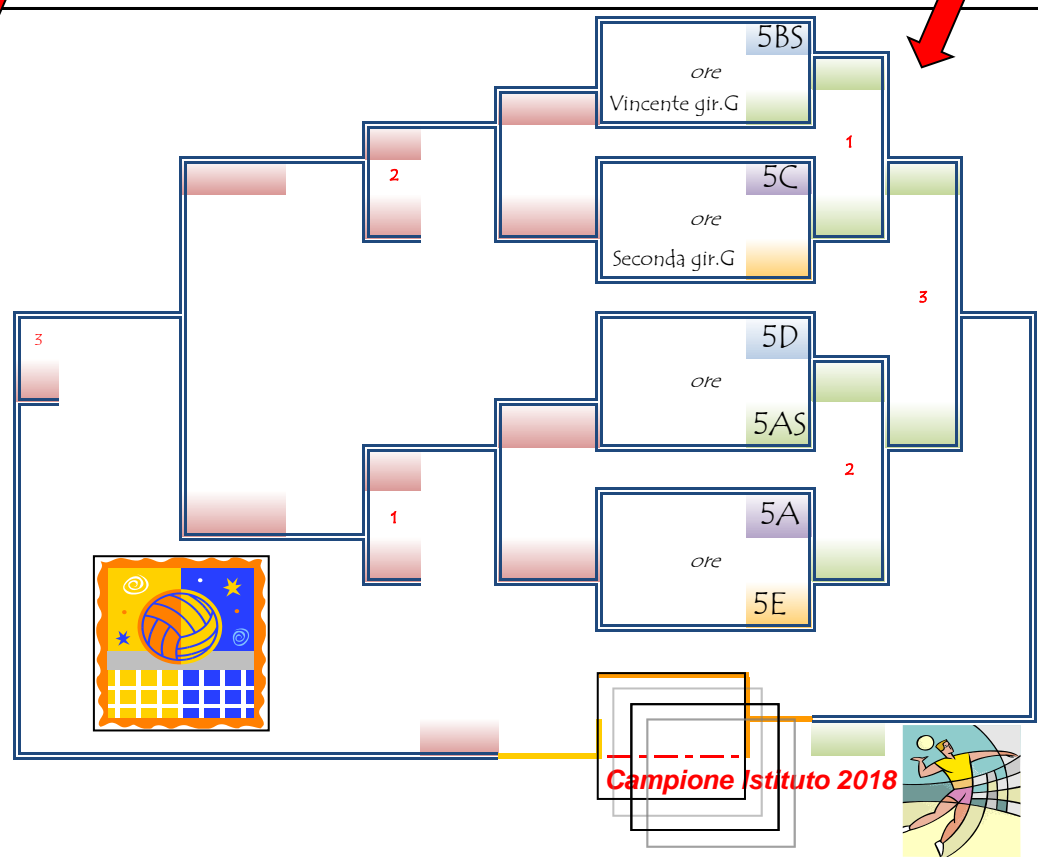 5BS
ore
Vincente gir.G
1
5C
2
ore
Seconda gir.G
3
5D
3
ore
5AS
2
5A
1
ore
5E
Campione Istituto 2018